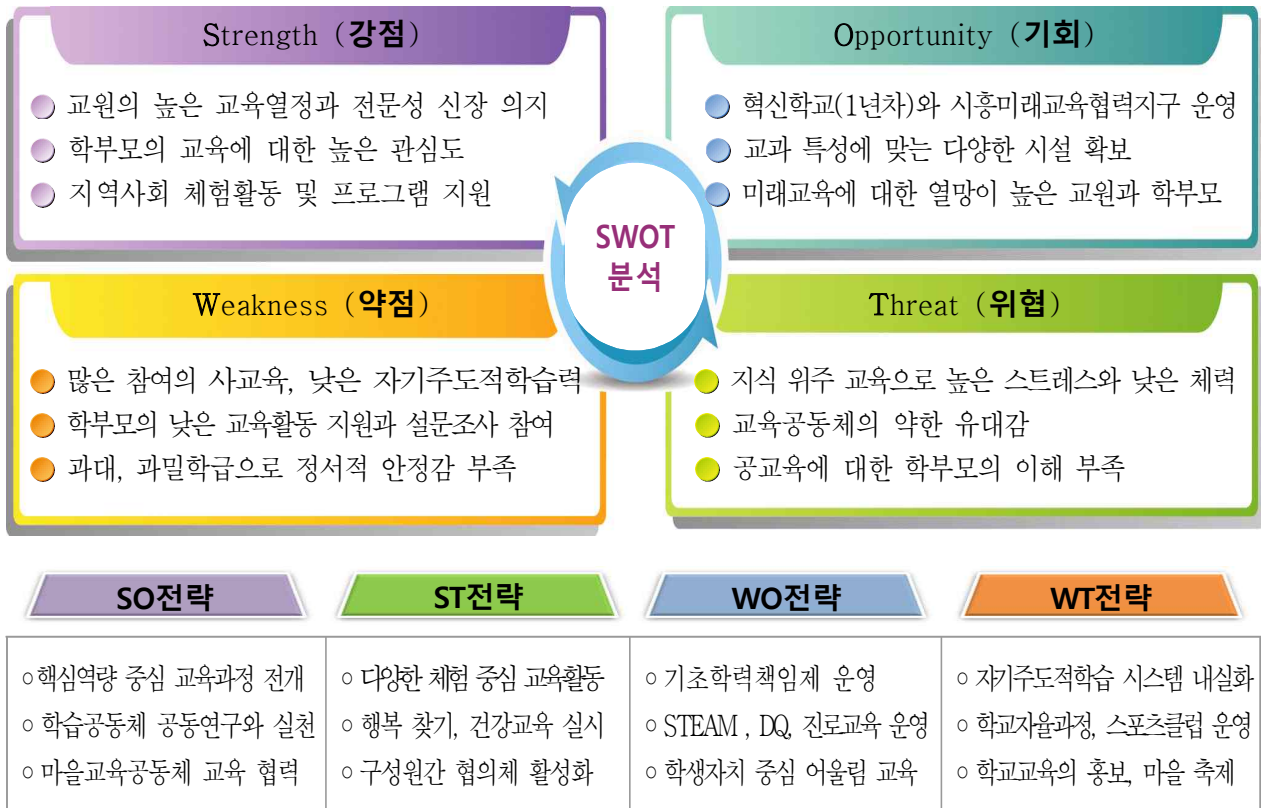 Strength (강점)
교원의 높은 교육열정과 전문성 신장 의지
학부모의 교육에 대한 높은 관심도
지역사회 체험활동 및 프로그램 지원
Opportunity (기회)
혁신학교(1년차)와 시흥미래교육협력지구 운영
교과 특성에 맞는 다양한 시설 확보
미래교육에 대한 열망이 높은 교원과 학부모
SWOT
분석
Weakness (약점)
많은 참여의 사교육, 낮은 자기주도적학습력
학부모의 낮은 교육활동 지원과 설문조사 참여
과대, 과밀학급으로 정서적 안정감 부족
Threat (위협)
지식 위주 교육으로 높은 스트레스와 낮은 체력
교육공동체의 약한 유대감
공교육에 대한 학부모의 이해 부족
SO전략
○핵심역량 중심 교육과정 전개
○학습공동체 공동연구와 실천
○마을교육공동체 교육 협력
ST전략
○다양한 체험 중심 교육활동
○행복 찾기, 건강교육 실시
○구성원간 협의체 활성화
WO전략
○기초학력책임제 운영
○STEAM , DQ, 진로교육 운영
○학생자치 중심 어울림 교육
WT전략
○자기주도적학습 시스템 내실화
○학교자율과정, 스포츠클럽 운영
○학교교육의 홍보, 마을 축제